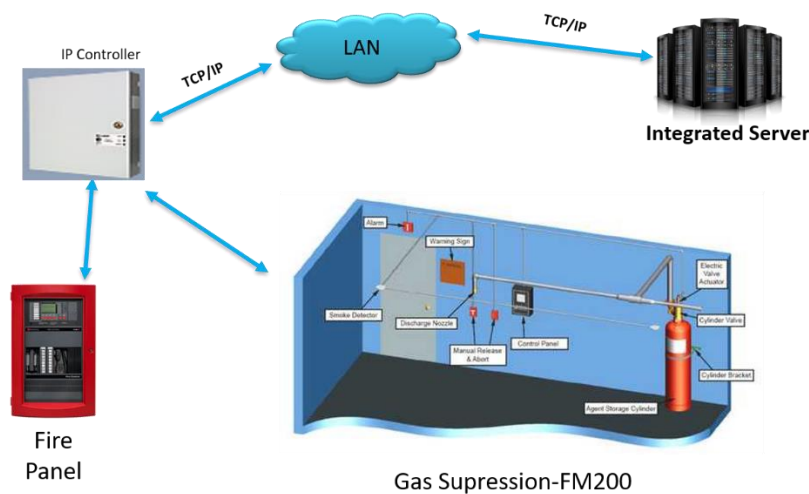 TCP/IP
LAN
IP Controller
TCP/IP
Integrated Server
Alarm
Warning Sign
Electric
Valve
Actuator
Smoke Detector
Discharge Nozzle
Cylinder Valve
Manual Release
& Abort
Control Panel
Cylinder Bracket
Agent Storage Cylinder
Fire
Panel
Gas Supression-FM200